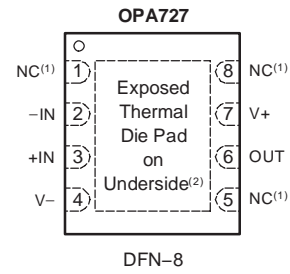 OPA727
NC(1) 1 8 NC(1)
−IN 2 7 V+
+IN 3 6 OUT
V− 4 5 NC(1)
Exposed
Thermal
Die Pad
on
Underside(2)
DFN−8